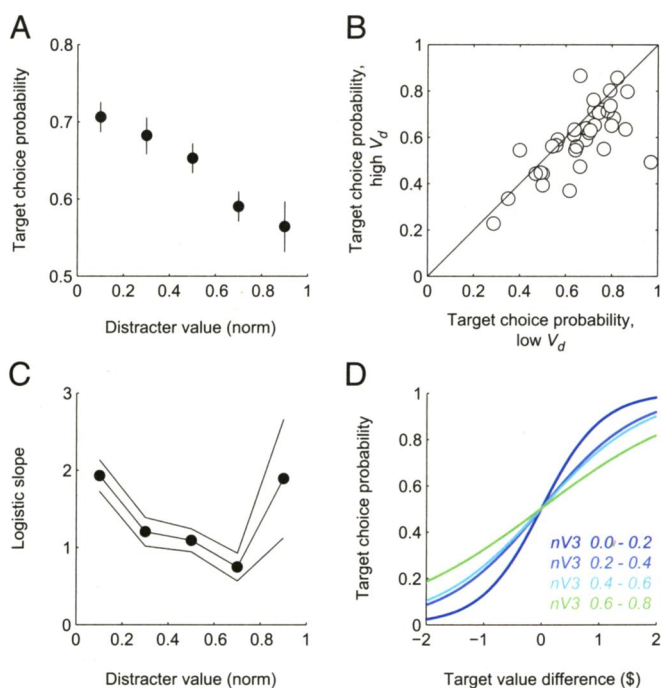 A
Target choice probability
0.8
0.7
0.6
0.5
0
0.2
0.4
0.6
0.8
1
Distracter value (norm)
B
Target choice probability,
high Vd
1
0.8
0.6
0.4
0.2
0
0
0.2
0.4
0.6
0.8
1
Target choice probability,
low Vd
C
Logistic slope
3
2
1
0
0
0.2
0.4
0.6
0.8
1
Distracter value (norm)
D
Target choice probability
1
0.8
0.6
0.4
0.2
0
nV3 0.0 - 0.2
nV3 0.2 - 0.4
nV3 0.4 - 0.6
nV3 0.6 - 0.8
−2
−1
0
1
2
Target value difference ($)